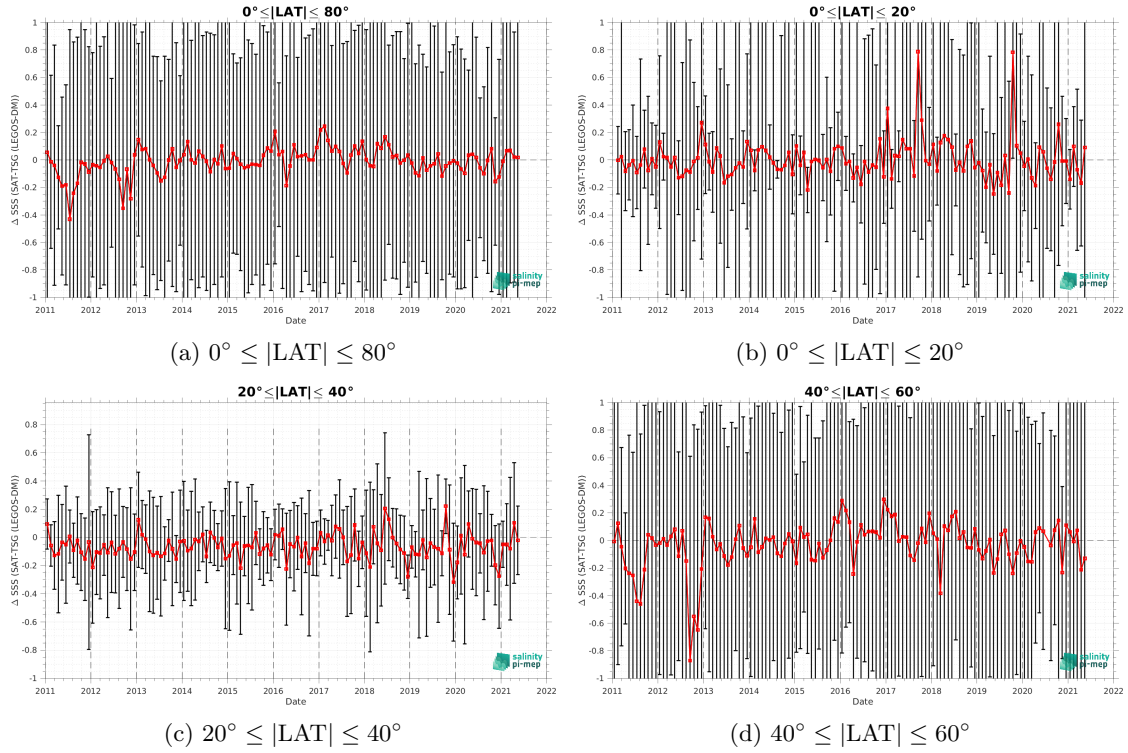 0°≤|LAT|≤ 80°
Δ SSS (SAT-TSG (LEGOS-DM))
1
0.8
0.6
0.4
0.2
0
-0.2
-0.4
-0.6
-0.8
-1
2011 2012 2013 2014 2015 2016 2017 2018 2019 2020 2021 2022
Date
salinity
pi-mep
(a) 0° ≤ |LAT| ≤ 80°
0°≤|LAT|≤ 20°
Δ SSS (SAT-TSG (LEGOS-DM))
1
0.8
0.6
0.4
0.2
0
-0.2
-0.4
-0.6
-0.8
-1
2011 2012 2013 2014 2015 2016 2017 2018 2019 2020 2021 2022
Date
salinity
pi-mep
(b) 0° ≤ |LAT| ≤ 20°
20°≤|LAT|≤ 40°
Δ SSS (SAT-TSG (LEGOS-DM))
0.8
0.6
0.4
0.2
0
-0.2
-0.4
-0.6
-0.8
-1
2011 2012 2013 2014 2015 2016 2017 2018 2019 2020 2021 2022
Date
salinity
pi-mep
(c) 20° ≤ |LAT| ≤ 40°
40°≤|LAT|≤ 60°
Δ SSS (SAT-TSG (LEGOS-DM))
1
0.8
0.6
0.4
0.2
0
-0.2
-0.4
-0.6
-0.8
-1
2011 2012 2013 2014 2015 2016 2017 2018 2019 2020 2021 2022
Date
salinity
pi-mep
(d) 40° ≤ |LAT| ≤ 60°